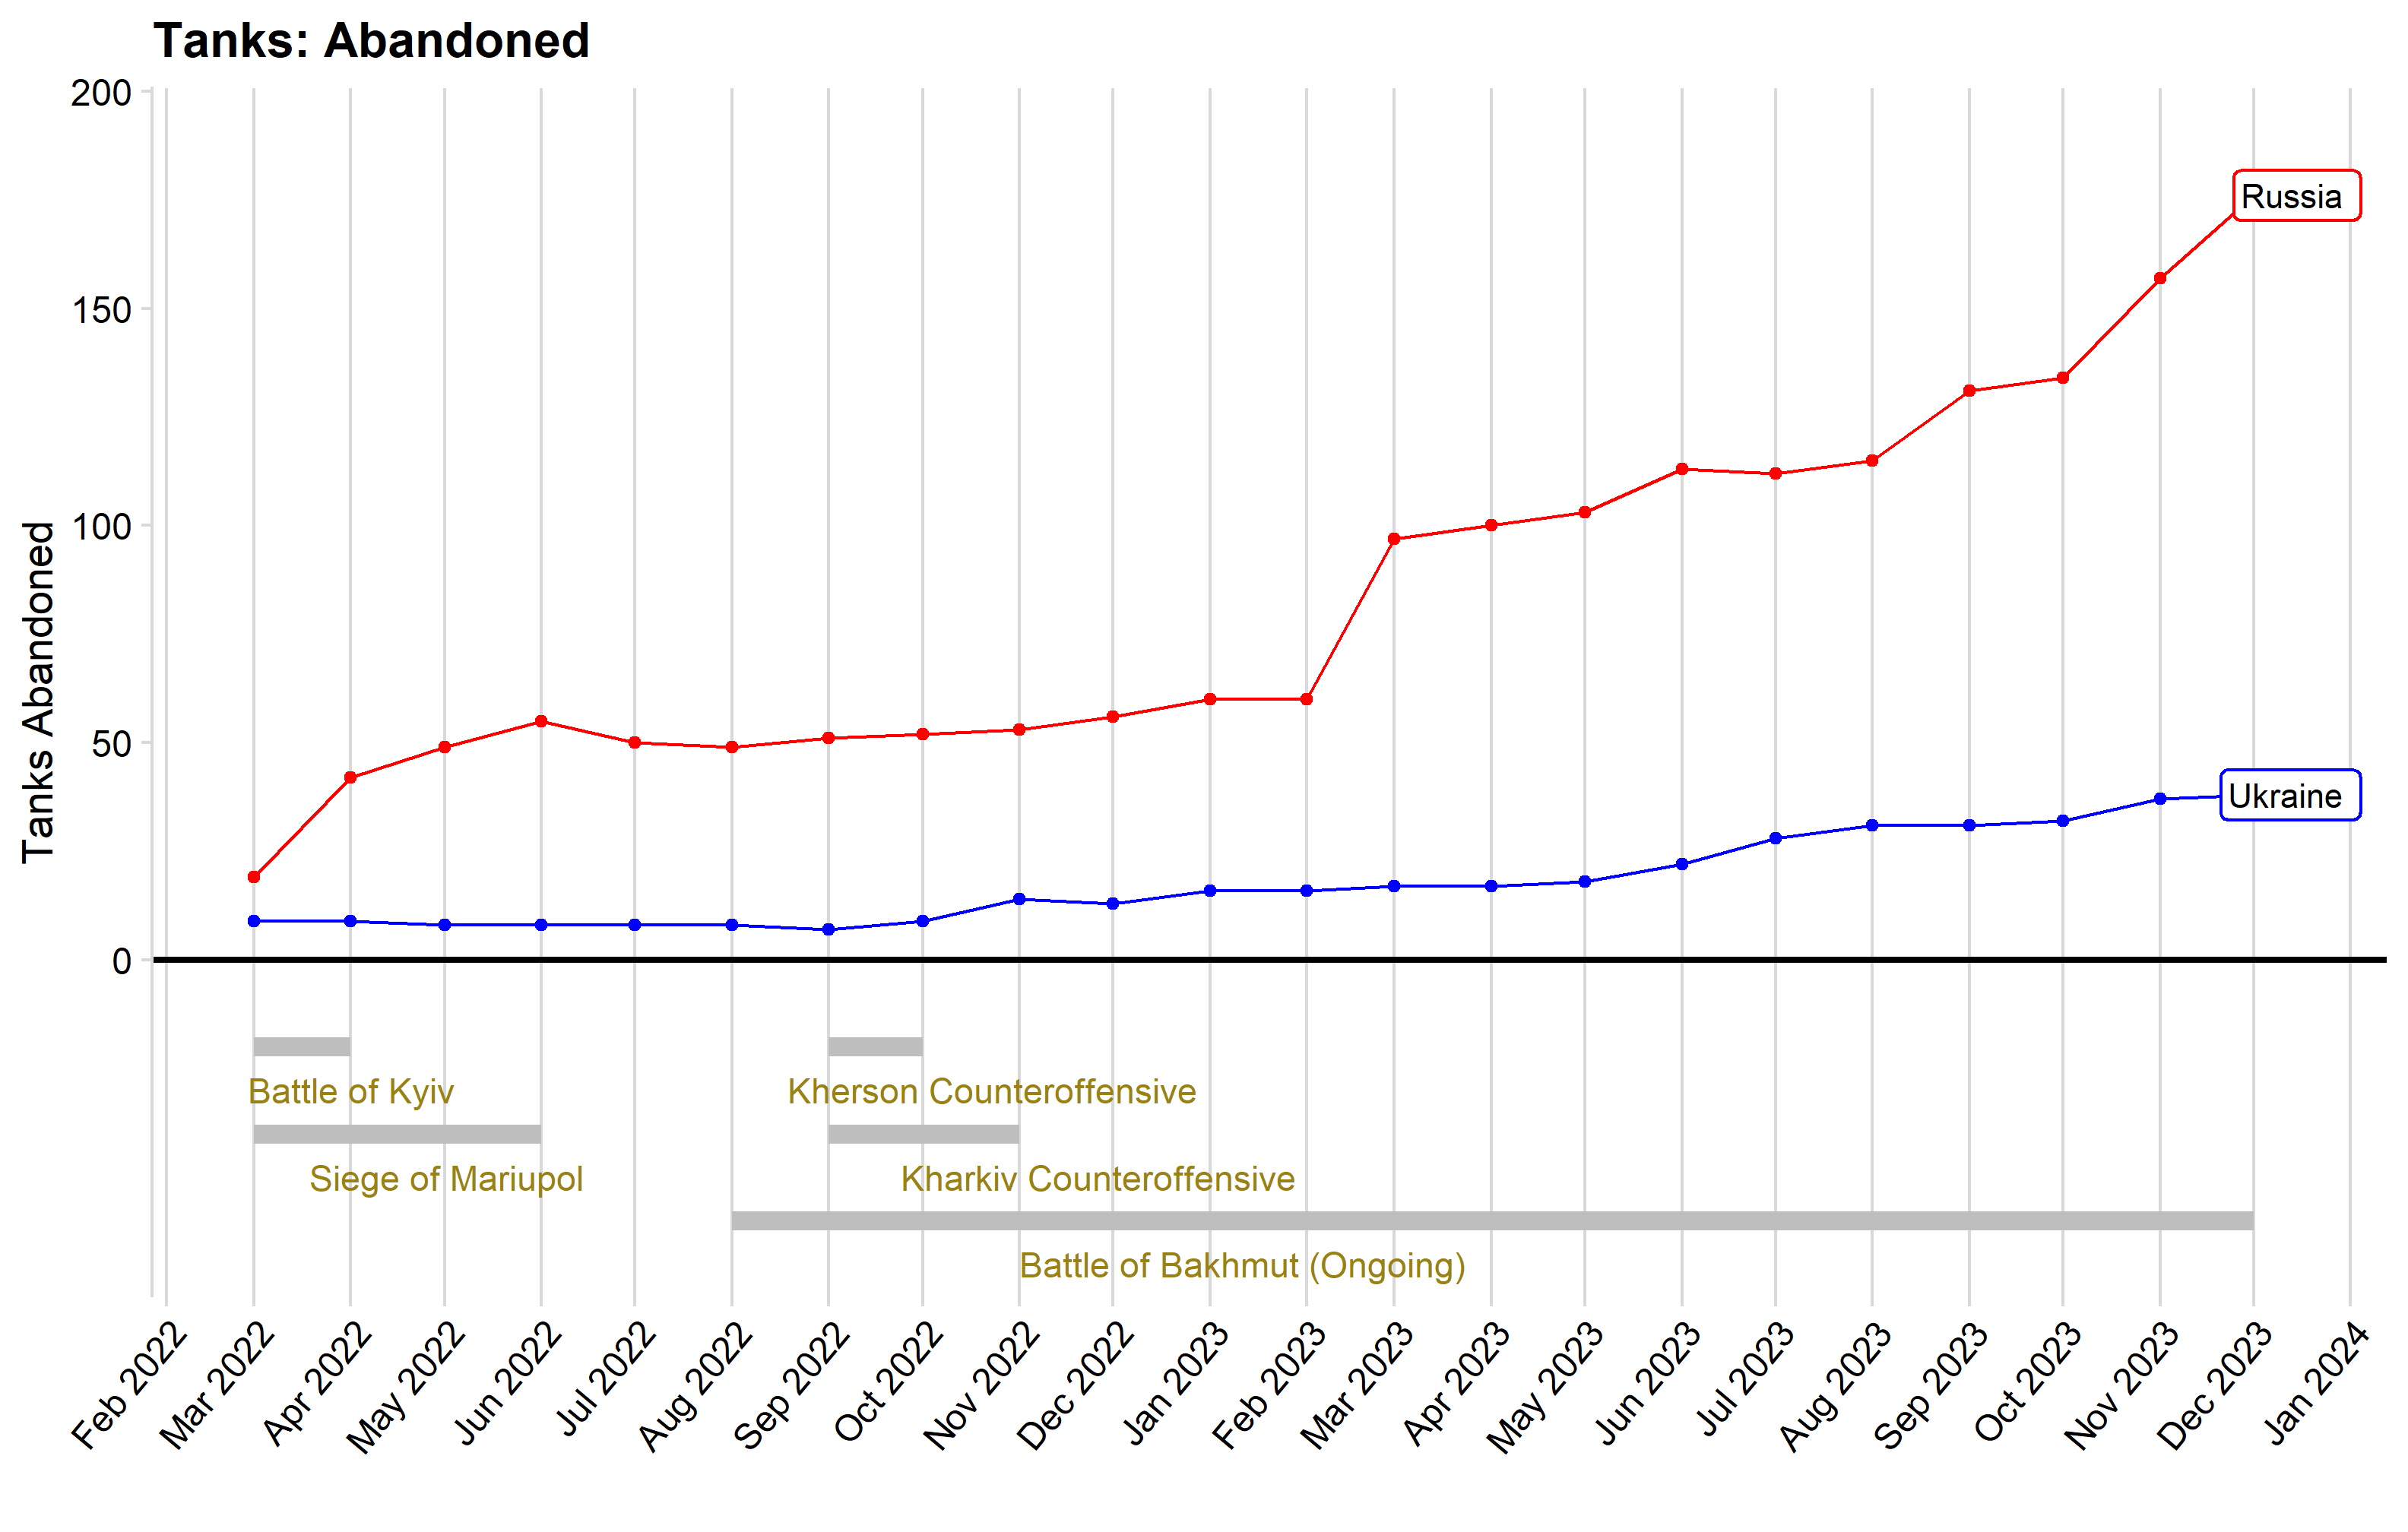 Tanks: Abandoned
Tanks Abandoned
200
150
100
50
0
Russia
Ukraine
Battle of Kyiv
Kherson Counteroffensive
Siege of Mariupol
Kharkiv Counteroffensive
Battle of Bakhmut (Ongoing)
Feb 2022
Mar 2022
Apr 2022
May 2022
Jun 2022
Jul 2022
Aug 2022
Sep 2022
Oct 2022
Nov 2022
Dec 2022
Jan 2023
Feb 2023
Mar 2023
Apr 2023
May 2023
Jun 2023
Jul 2023
Aug 2023
Sep 2023
Oct 2023
Nov 2023
Dec 2023
Jan 2024